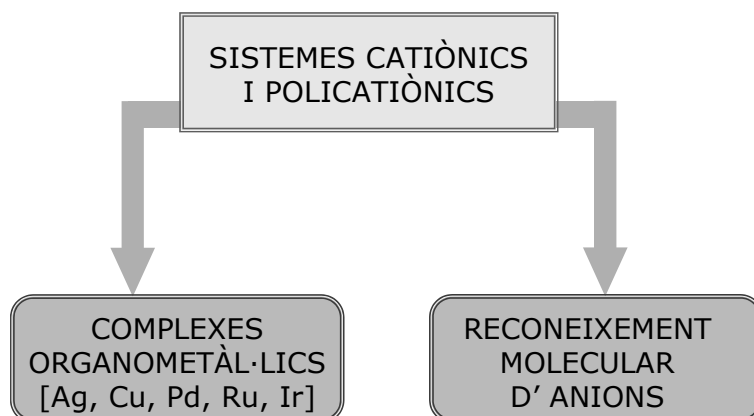 SISTEMES CATIÒNICS
I POLICATIÒNICS
COMPLEXES
ORGANOMETÀL·LICS
[Ag, Cu, Pd, Ru, Ir]
RECONEIXEMENT
MOLECULAR
D’ ANIONS